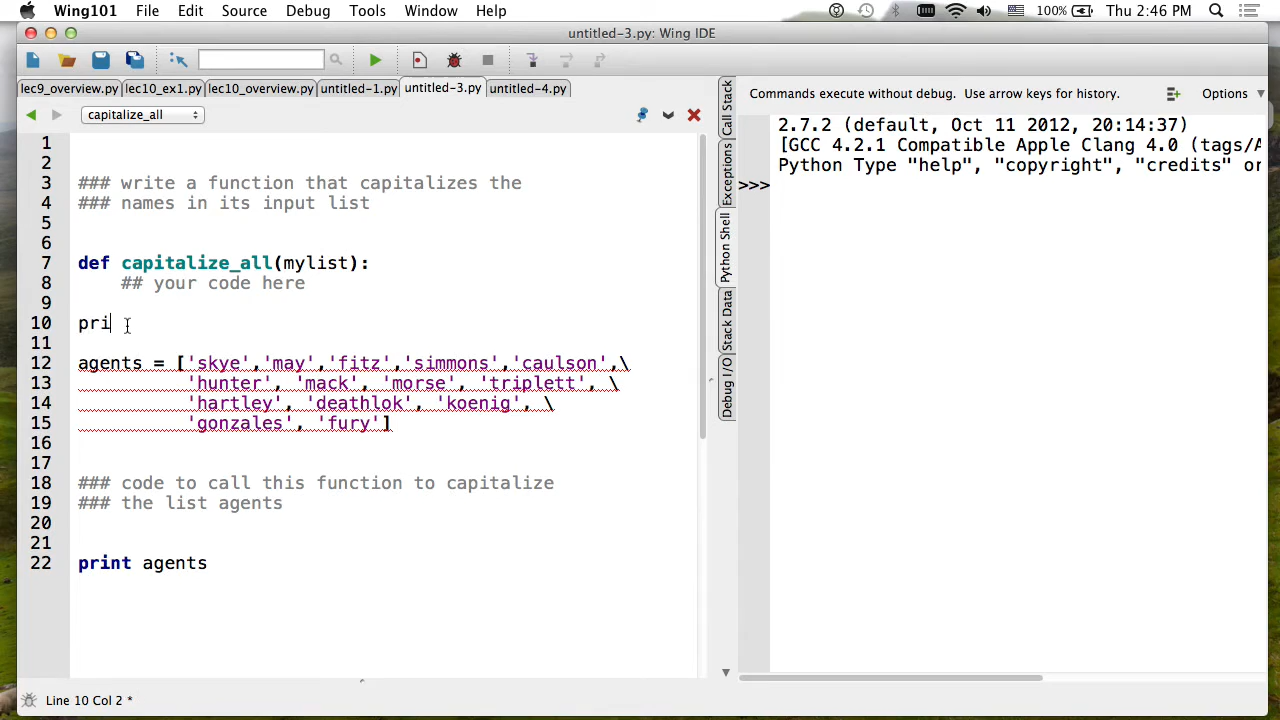 Wing101 File Edit Source Debug Tools Window Help 100% Thu 2:46 PM
untitled-3.py: Wing IDE
lec9_overview.py lec10_ex1.py lec10_overview.py untitled-1.py untitled-3.py untitled-4.py
capitalize_all
1
2
3 ### write a function that capitalizes the
4 ### names in its input list
5
6
7 def capitalize_all(mylist):
8 ## your code here
9
10 pri
11
12 agents = ['skye','may','fitz','simmons','caulson',\
13 'hunter', 'mack', 'morse', 'triplett', \
14 'hartley', 'deathlok', 'koenig', \
15 'gonzales', 'fury']
16
17
18 ### code to call this function to capitalize
19 ### the list agents
20
21
22 print agents
Line 10 Col 2 *
Call Stack
Exceptions
Python Shell
Stack Data
Debug I/O
Commands execute without debug. Use arrow keys for history. Options
2.7.2 (default, Oct 11 2012, 20:14:37)
[GCC 4.2.1 Compatible Apple Clang 4.0 (tags/A
Python Type "help", "copyright", "credits" or
>>>